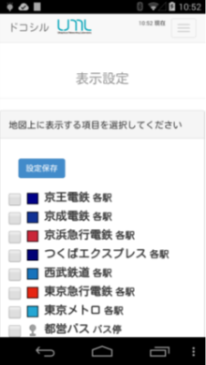 10:52
ドコシル UML 10:52 現在
表示設定
地図上に表示する項目を選択してください
設定保存
京王電鉄 各駅
京成電鉄 各駅
京浜急行電鉄 各駅
つくばエクスプレス 各駅
西武鉄道 各駅
東京急行電鉄 各駅
東京メトロ 各駅
都営バス バス停